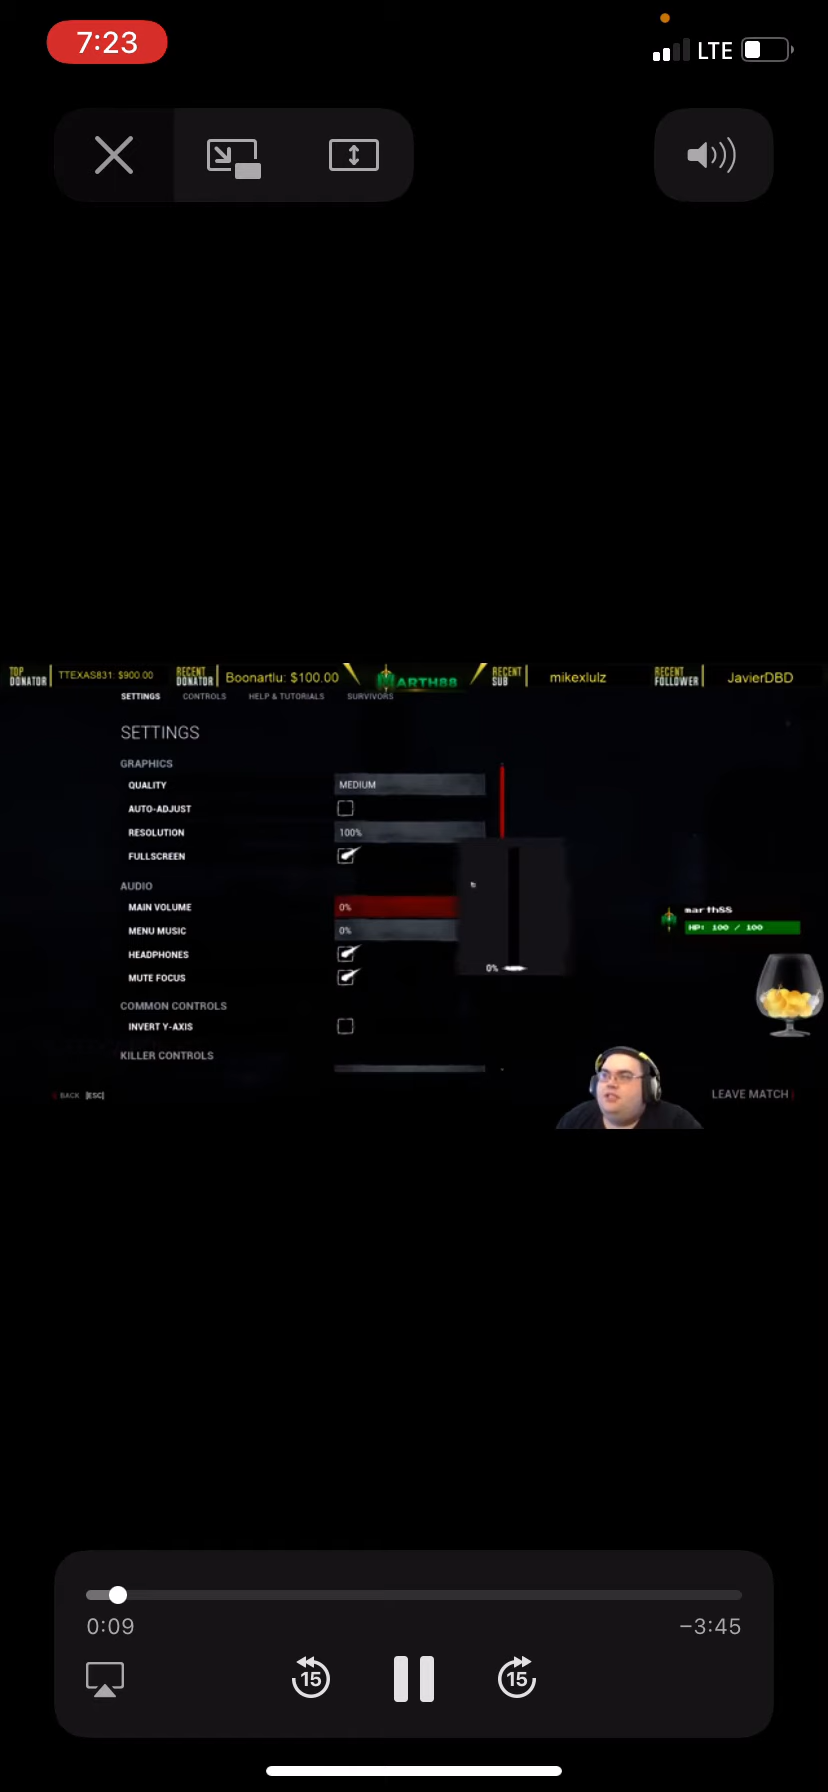 7:23
LTE
TOP DONATOR TTEXAS831: $900.00 RECENT DONATOR Boonartlu: $100.00 MARTH88 RECENT SUB mikexlulz RECENT FOLLOWER JavierDBD
SETTINGS CONTROLS HELP & TUTORIALS SURVIVORS
SETTINGS
GRAPHICS
QUALITY MEDIUM
AUTO-ADJUST
RESOLUTION 100%
FULLSCREEN
AUDIO
MAIN VOLUME 0%
MENU MUSIC 0%
HEADPHONES
MUTE FOCUS
0%
marth88
HP: 100 / 100
COMMON CONTROLS
INVERT Y-AXIS
KILLER CONTROLS
BACK [ESC]
LEAVE MATCH
0:09 −3:45
15 15